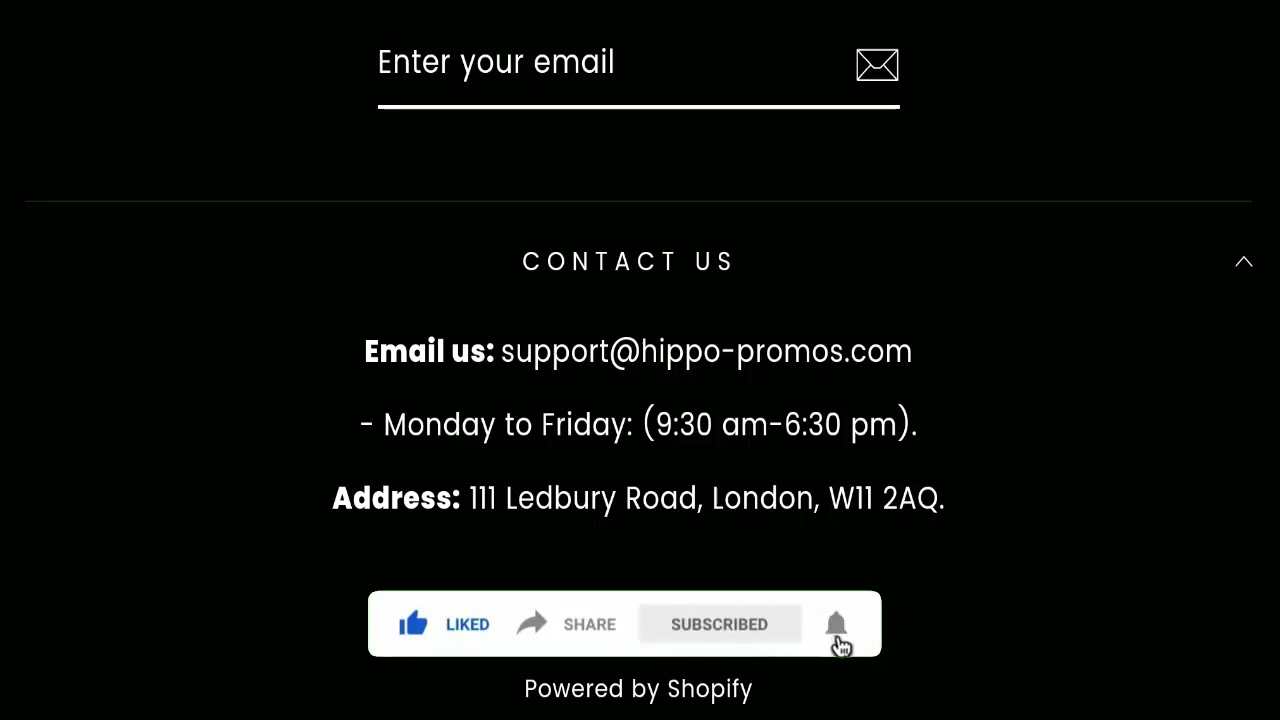 Enter your email
CONTACT US
Email us: support@hippo-promos.com
- Monday to Friday: (9:30 am-6:30 pm).
Address: 111 Ledbury Road, London, W11 2AQ.
LIKED SHARE SUBSCRIBED
Powered by Shopify